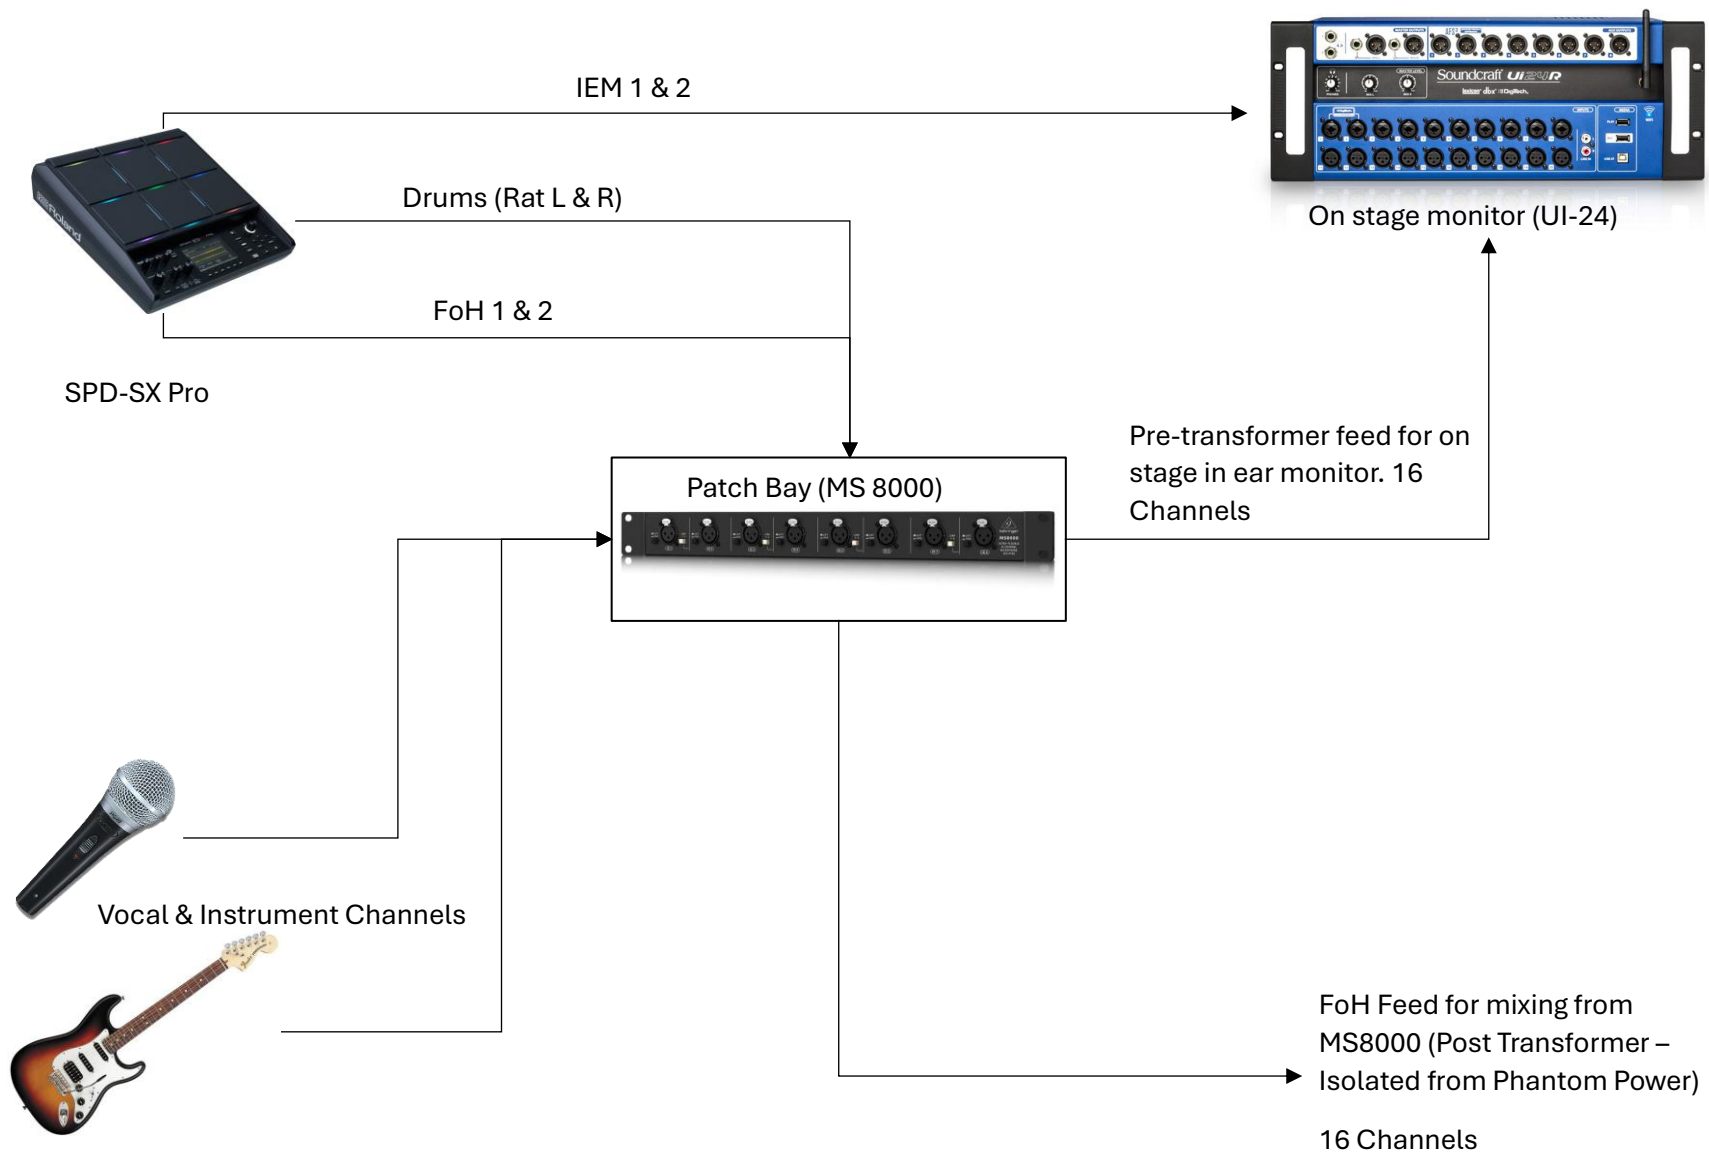 IEM 1 & 2
Soundcraft Ui24R
On stage monitor (UI-24)
Roland
Drums (Rat L & R)
FoH 1 & 2
SPD-SX Pro
Pre-transformer feed for on
stage in ear monitor. 16
Channels
Patch Bay (MS 8000)
Vocal & Instrument Channels
FoH Feed for mixing from
MS8000 (Post Transformer –
Isolated from Phantom Power)
16 Channels